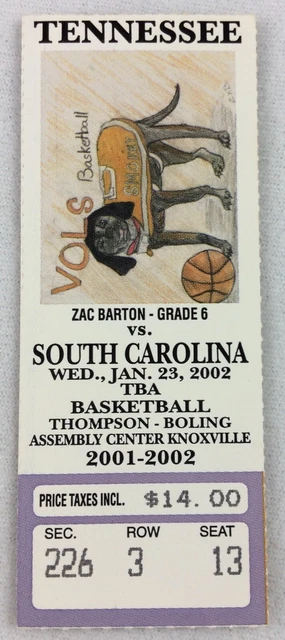 TENNESSEE
VOLS Basketball
SMOKEY
ZAC BARTON - GRADE 6
vs.
SOUTH CAROLINA
WED., JAN. 23, 2002
TBA
BASKETBALL
THOMPSON - BOLING
ASSEMBLY CENTER KNOXVILLE
2001-2002
PRICE TAXES INCL. $14.00
SEC. ROW SEAT
226 3 13